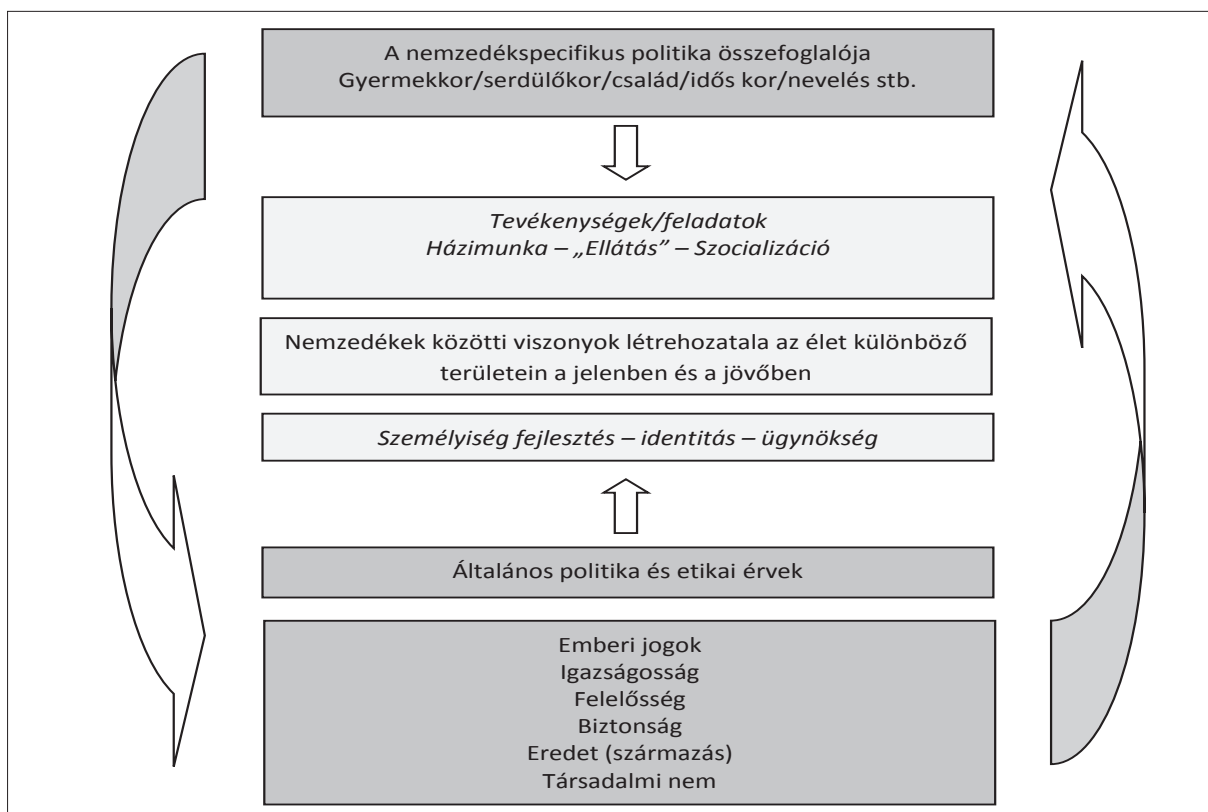 A nemzedékspecifikus politika összefoglalója
Gyermekkor/serdülőkor/család/idős kor/nevelés stb.
Tevékenységek/feladatok
Házimunka – „Ellátás” – Szocializáció
Nemzedékek közötti viszonyok létrehozatala az élet különböző
területein a jelenben és a jövőben
Személyiség fejlesztés – identitás – ügynökség
Általános politika és etikai érvek
Emberi jogok
Igazságosság
Felelősség
Biztonság
Eredet (származás)
Társadalmi nem